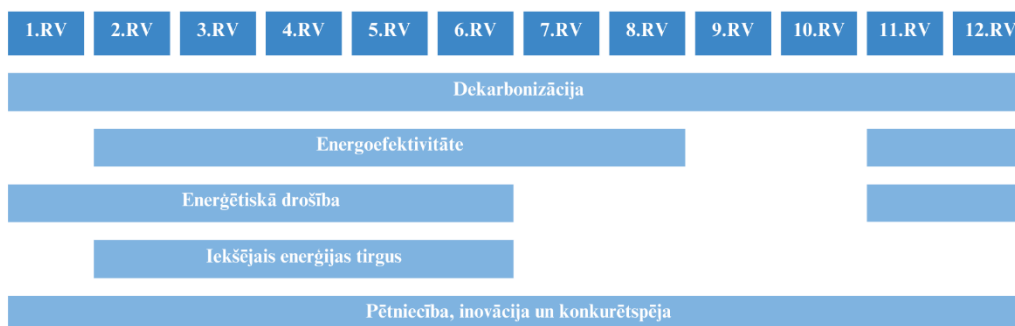 1.RV 2.RV 3.RV 4.RV 5.RV 6.RV 7.RV 8.RV 9.RV 10.RV 11.RV 12.RV
Dekarbonizācija
Energoefektivitāte
Enerģētiskā drošība
Iekšējais enerģijas tirgus
Pētniecība, inovācija un konkurētspēja